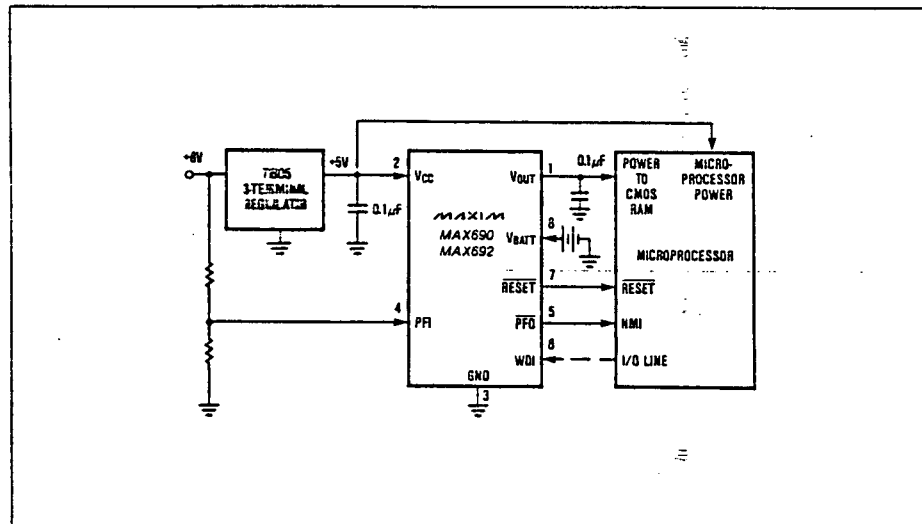 +8V
7805
3-TERMINAL
REGULATOR
+5V
2
VCC
0.1µF
MAXIM
MAX690
MAX692
VOUT
1
0.1µF
8
VBATT
RESET
7
PFO
5
WDI
6
4
PFI
GND
3
POWER
TO
CMOS
RAM
MICRO-
PROCESSOR
POWER
MICROPROCESSOR
RESET
NMI
I/O LINE